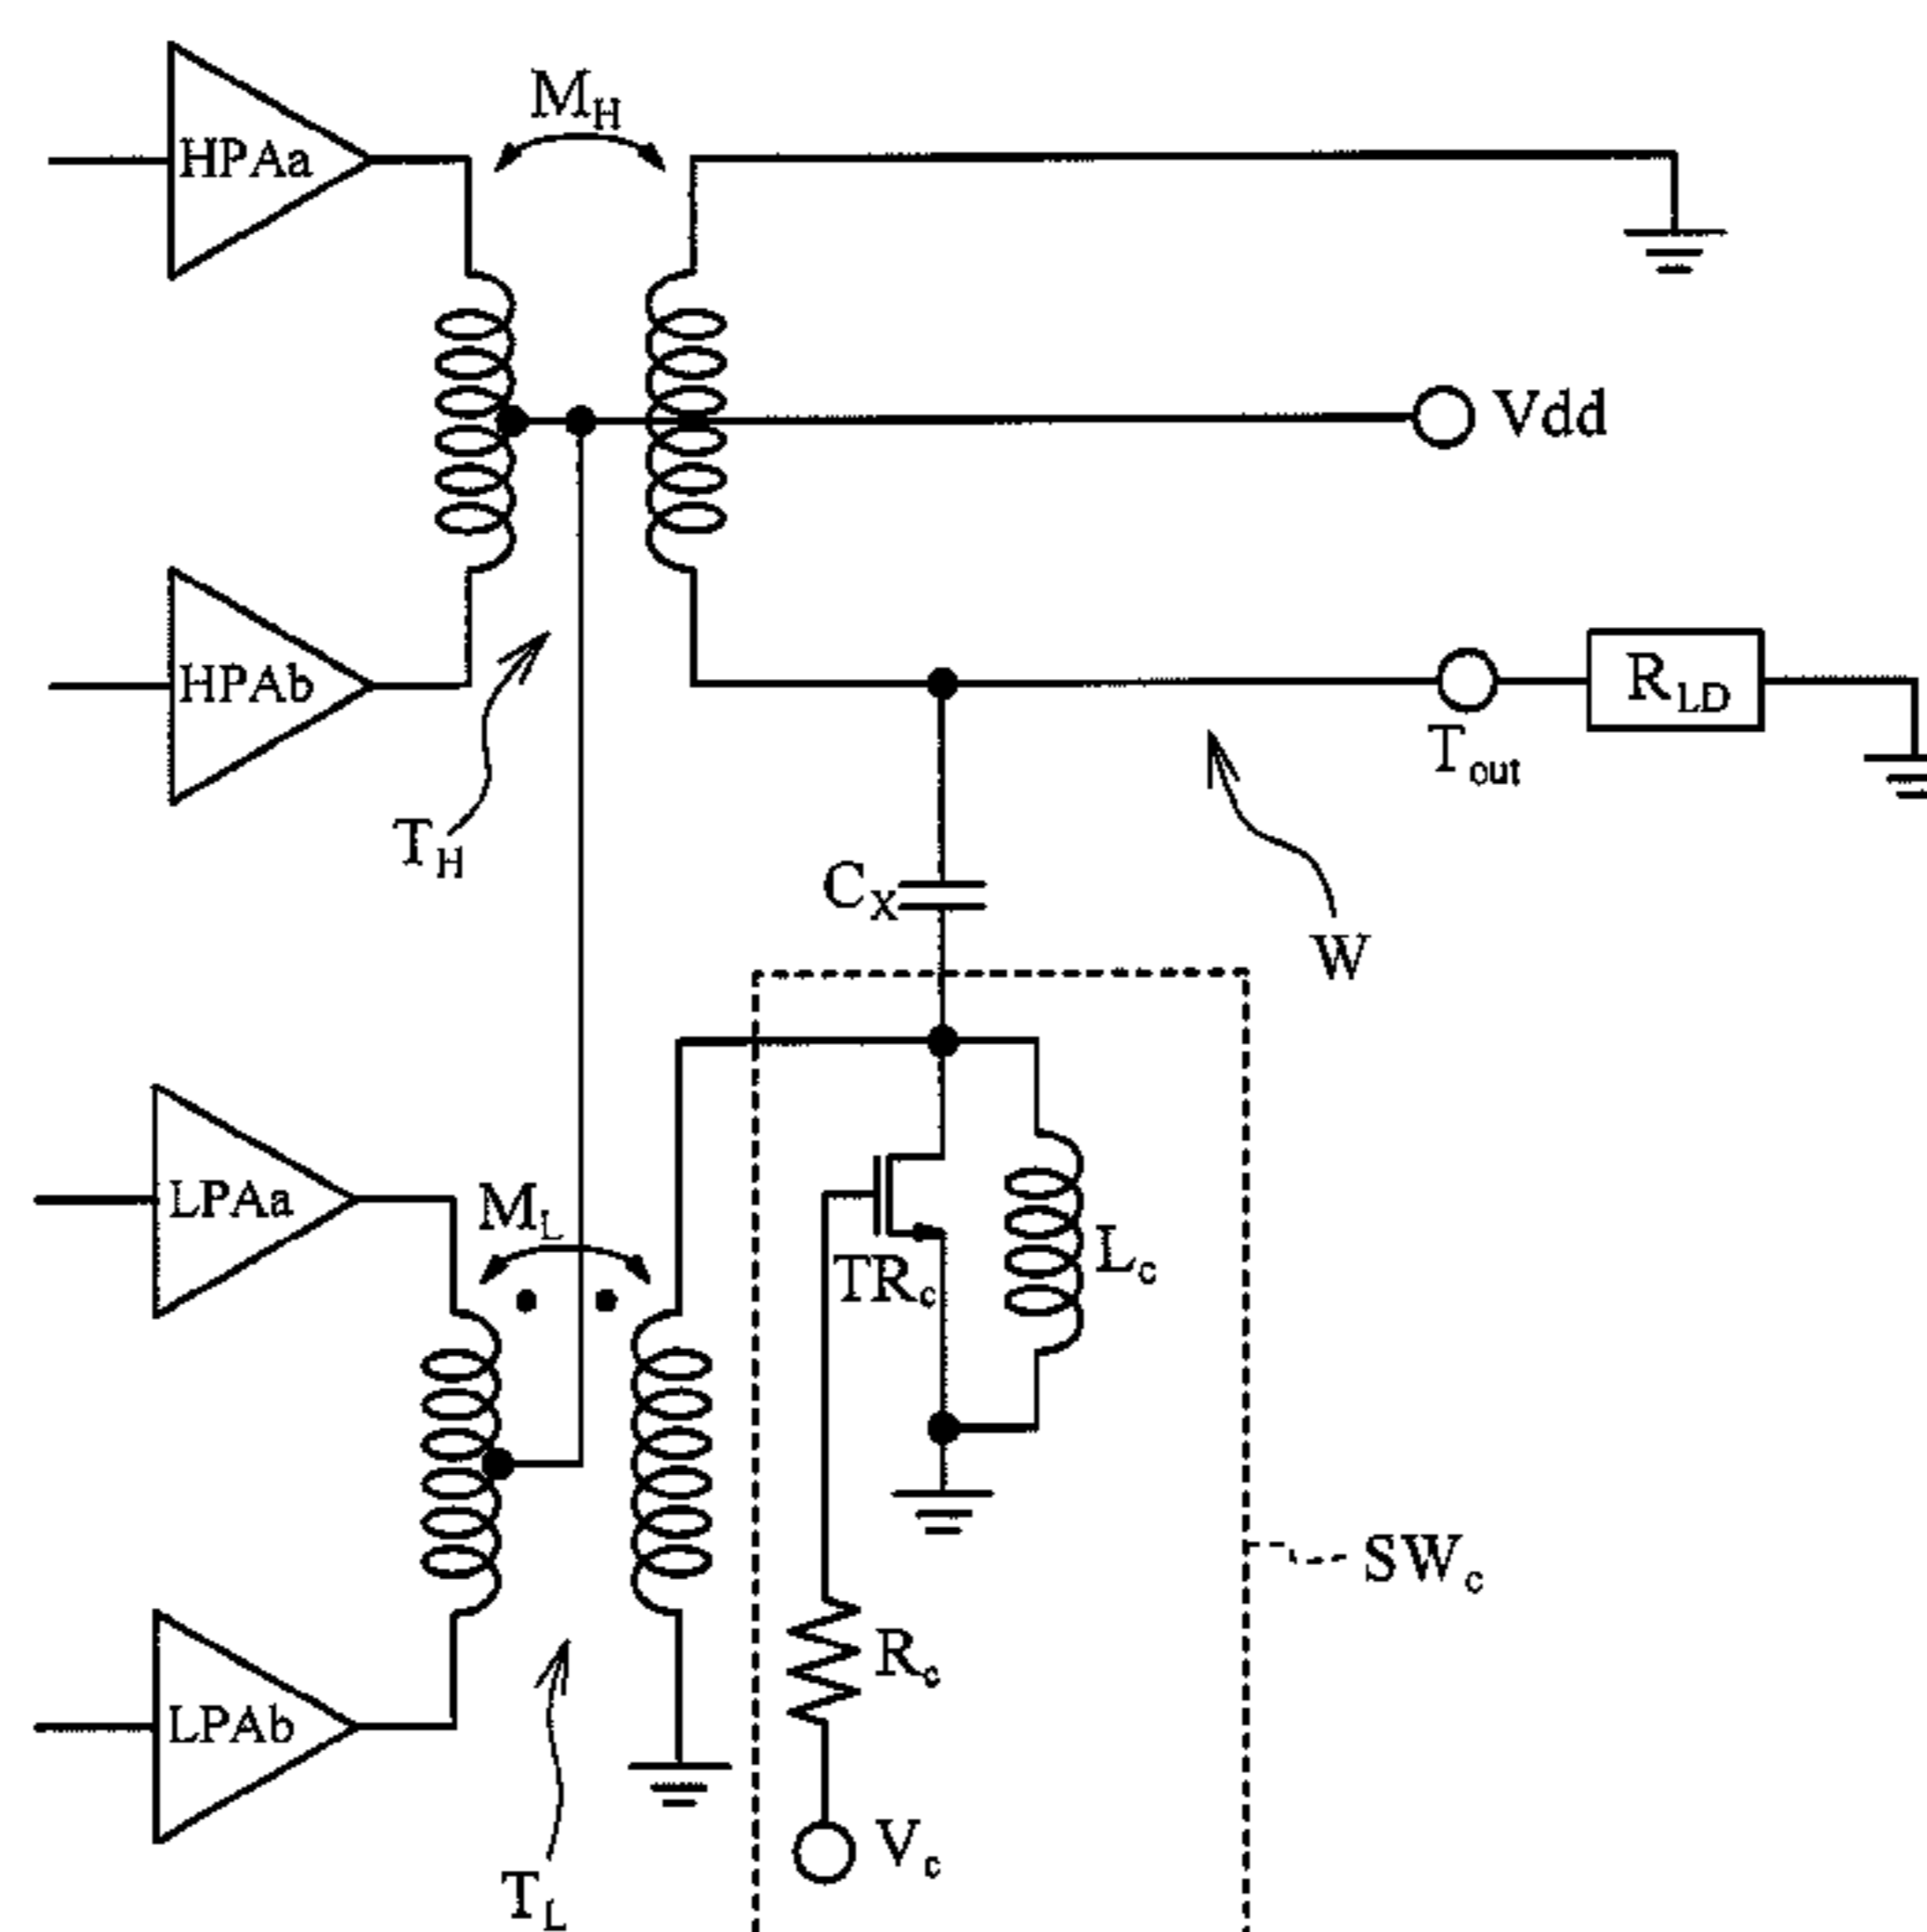 M_H
HPAa
Vdd
HPAb
R_LD
T_out
T_H
C_X
W
LPAa
M_L
TR_c
L_c
SW_c
R_c
LPAb
V_c
T_L